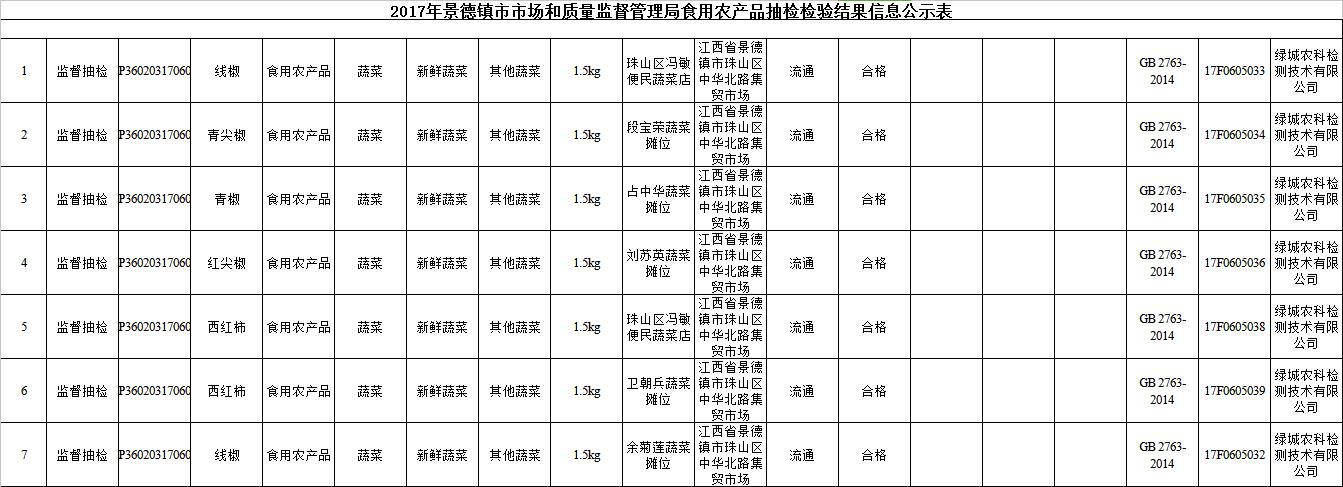 2017年景德镇市市场和质量监督管理局食用农产品抽检检验结果信息公示表
1 监督抽检 P36020317060 线椒 食用农产品 蔬菜 新鲜蔬菜 其他蔬菜 1.5kg 珠山区冯敏便民蔬菜店 江西省景德镇市珠山区中华北路集贸市场 流通 合格 GB 2763-2014 17F0605033 绿城农科检测技术有限公司
2 监督抽检 P36020317060 青尖椒 食用农产品 蔬菜 新鲜蔬菜 其他蔬菜 1.5kg 段宝荣蔬菜摊位 江西省景德镇市珠山区中华北路集贸市场 流通 合格 GB 2763-2014 17F0605034 绿城农科检测技术有限公司
3 监督抽检 P36020317060 青椒 食用农产品 蔬菜 新鲜蔬菜 其他蔬菜 1.5kg 占中华蔬菜摊位 江西省景德镇市珠山区中华北路集贸市场 流通 合格 GB 2763-2014 17F0605035 绿城农科检测技术有限公司
4 监督抽检 P36020317060 红尖椒 食用农产品 蔬菜 新鲜蔬菜 其他蔬菜 1.5kg 刘苏英蔬菜摊位 江西省景德镇市珠山区中华北路集贸市场 流通 合格 GB 2763-2014 17F0605036 绿城农科检测技术有限公司
5 监督抽检 P36020317060 西红柿 食用农产品 蔬菜 新鲜蔬菜 其他蔬菜 1.5kg 珠山区冯敏便民蔬菜店 江西省景德镇市珠山区中华北路集贸市场 流通 合格 GB 2763-2014 17F0605038 绿城农科检测技术有限公司
6 监督抽检 P36020317060 西红柿 食用农产品 蔬菜 新鲜蔬菜 其他蔬菜 1.5kg 卫朝兵蔬菜摊位 江西省景德镇市珠山区中华北路集贸市场 流通 合格 GB 2763-2014 17F0605039 绿城农科检测技术有限公司
7 监督抽检 P36020317060 线椒 食用农产品 蔬菜 新鲜蔬菜 其他蔬菜 1.5kg 余菊莲蔬菜摊位 江西省景德镇市珠山区中华北路集贸市场 流通 合格 GB 2763-2014 17F0605032 绿城农科检测技术有限公司